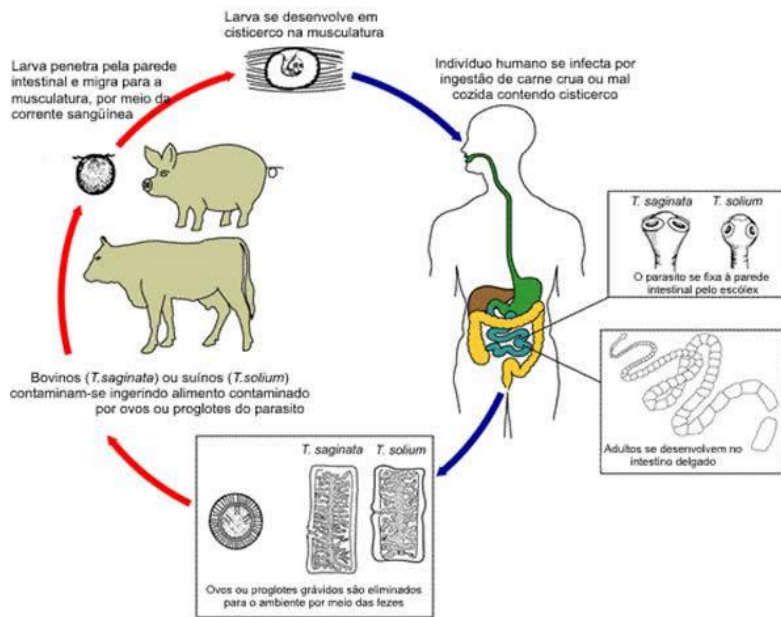 Larva se desenvolve em
cisticerco na musculatura
Larva penetra pela parede
intestinal e migra para a
musculatura, por meio da
corrente sangüínea
Indivíduo humano se infecta por
ingestão de carne crua ou mal
cozida contendo cisticerco
T. saginata T. solium
O parasito se fixa à parede
intestinal pelo escólex
Adultos se desenvolvem no
intestino delgado
Bovinos (T.saginata) ou suínos (T.solium)
contaminam-se ingerindo alimento contaminado
por ovos ou proglotes do parasito
T. saginata T. solium
Ovos ou proglotes grávidos são eliminados
para o ambiente por meio das fezes